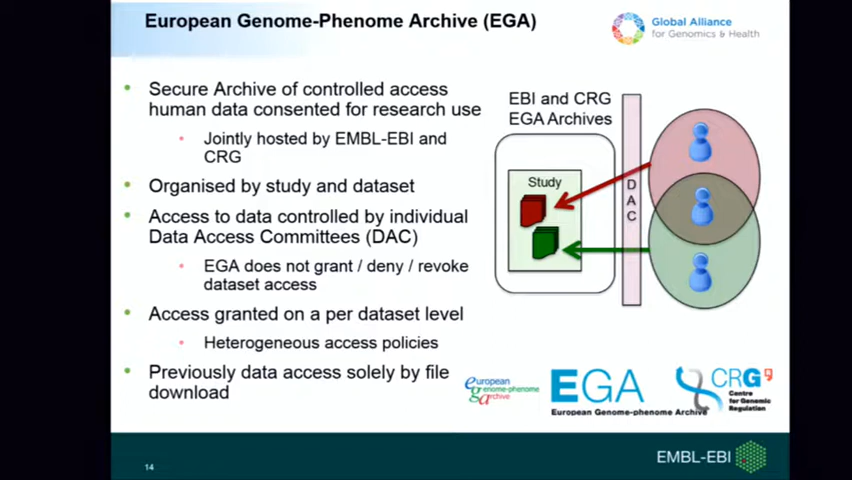 European Genome-Phenome Archive (EGA)
Global Alliance
for Genomics & Health
Secure Archive of controlled access
human data consented for research use
Jointly hosted by EMBL-EBI and
CRG
Organised by study and dataset
Access to data controlled by individual
Data Access Committees (DAC)
EGA does not grant / deny / revoke
dataset access
Access granted on a per dataset level
Heterogeneous access policies
Previously data access solely by file
download
EBI and CRG
EGA Archives
Study
D
A
C
european
genome-phenome
archive
EGA
European Genome-phenome Archive
CRG
Centre
for Genomic
Regulation
14
EMBL-EBI